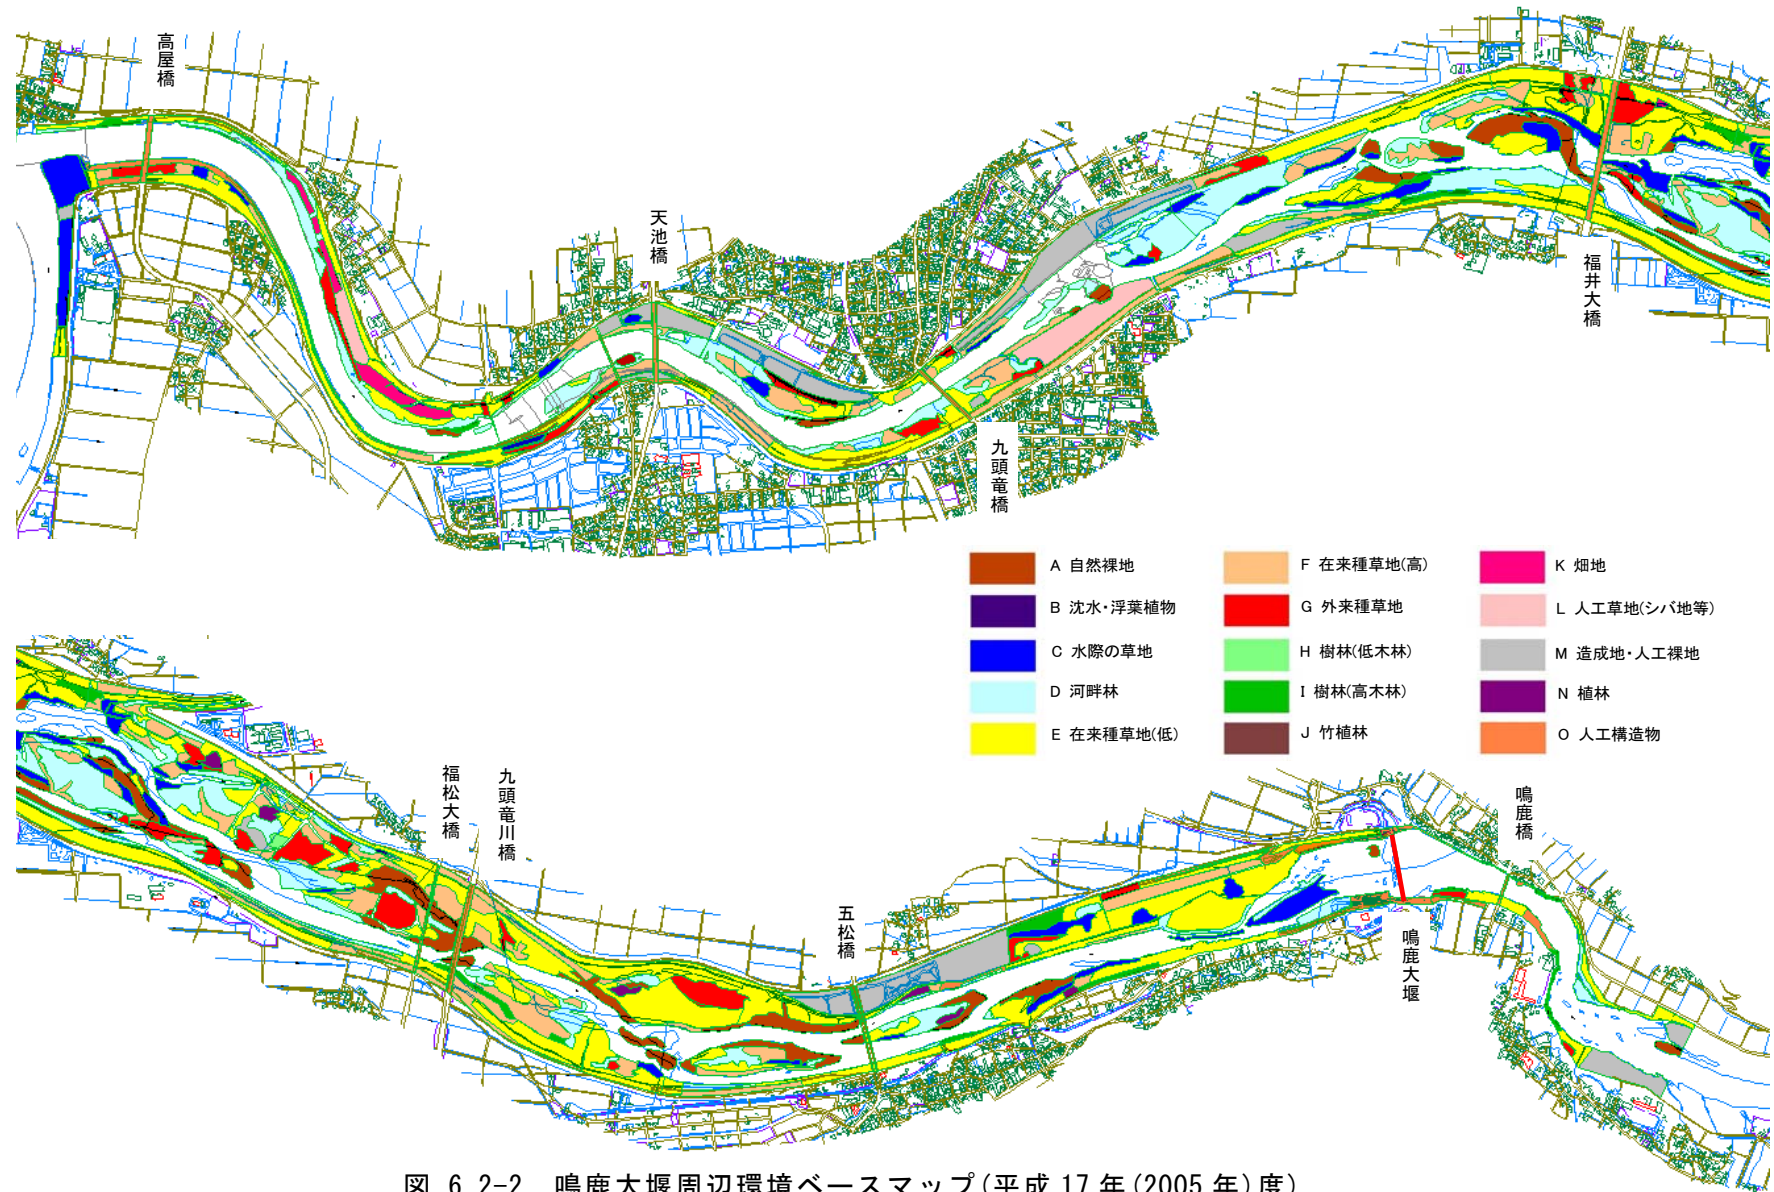 高屋橋
天池橋
九頭竜橋
福井大橋
A 自然裸地
B 沈水・浮葉植物
C 水際の草地
D 河畔林
E 在来種草地(低)
F 在来種草地(高)
G 外来種草地
H 樹林(低木林)
I 樹林(高木林)
J 竹植林
K 畑地
L 人工草地(シバ地等)
M 造成地・人工裸地
N 植林
O 人工構造物
福松大橋
九頭竜川橋
五松橋
鳴鹿大堰
鳴鹿橋
図 6.2-2 鳴鹿大堰周辺環境ベースマップ(平成 17 年(2005 年)度)